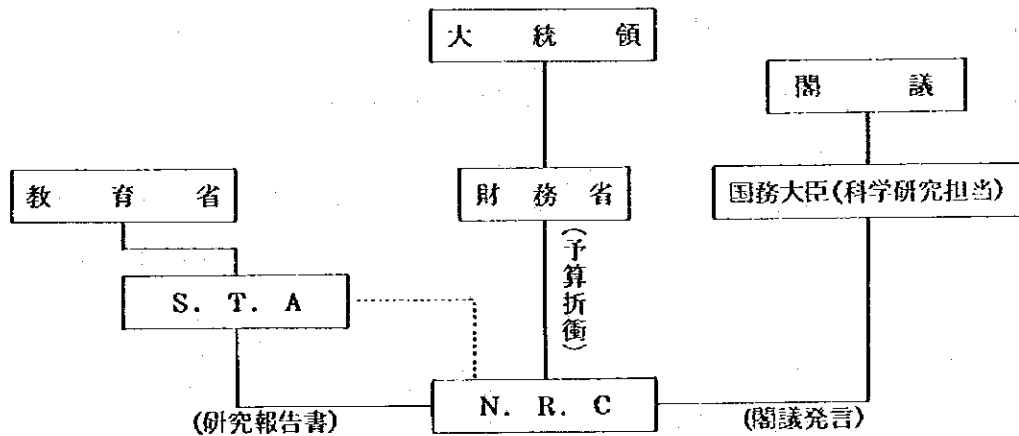 大統領
閣議
教育省
財務省
国務大臣(科学研究担当)
(予算折衝)
S. T. A
N. R. C
(研究報告書)
(閣議発言)